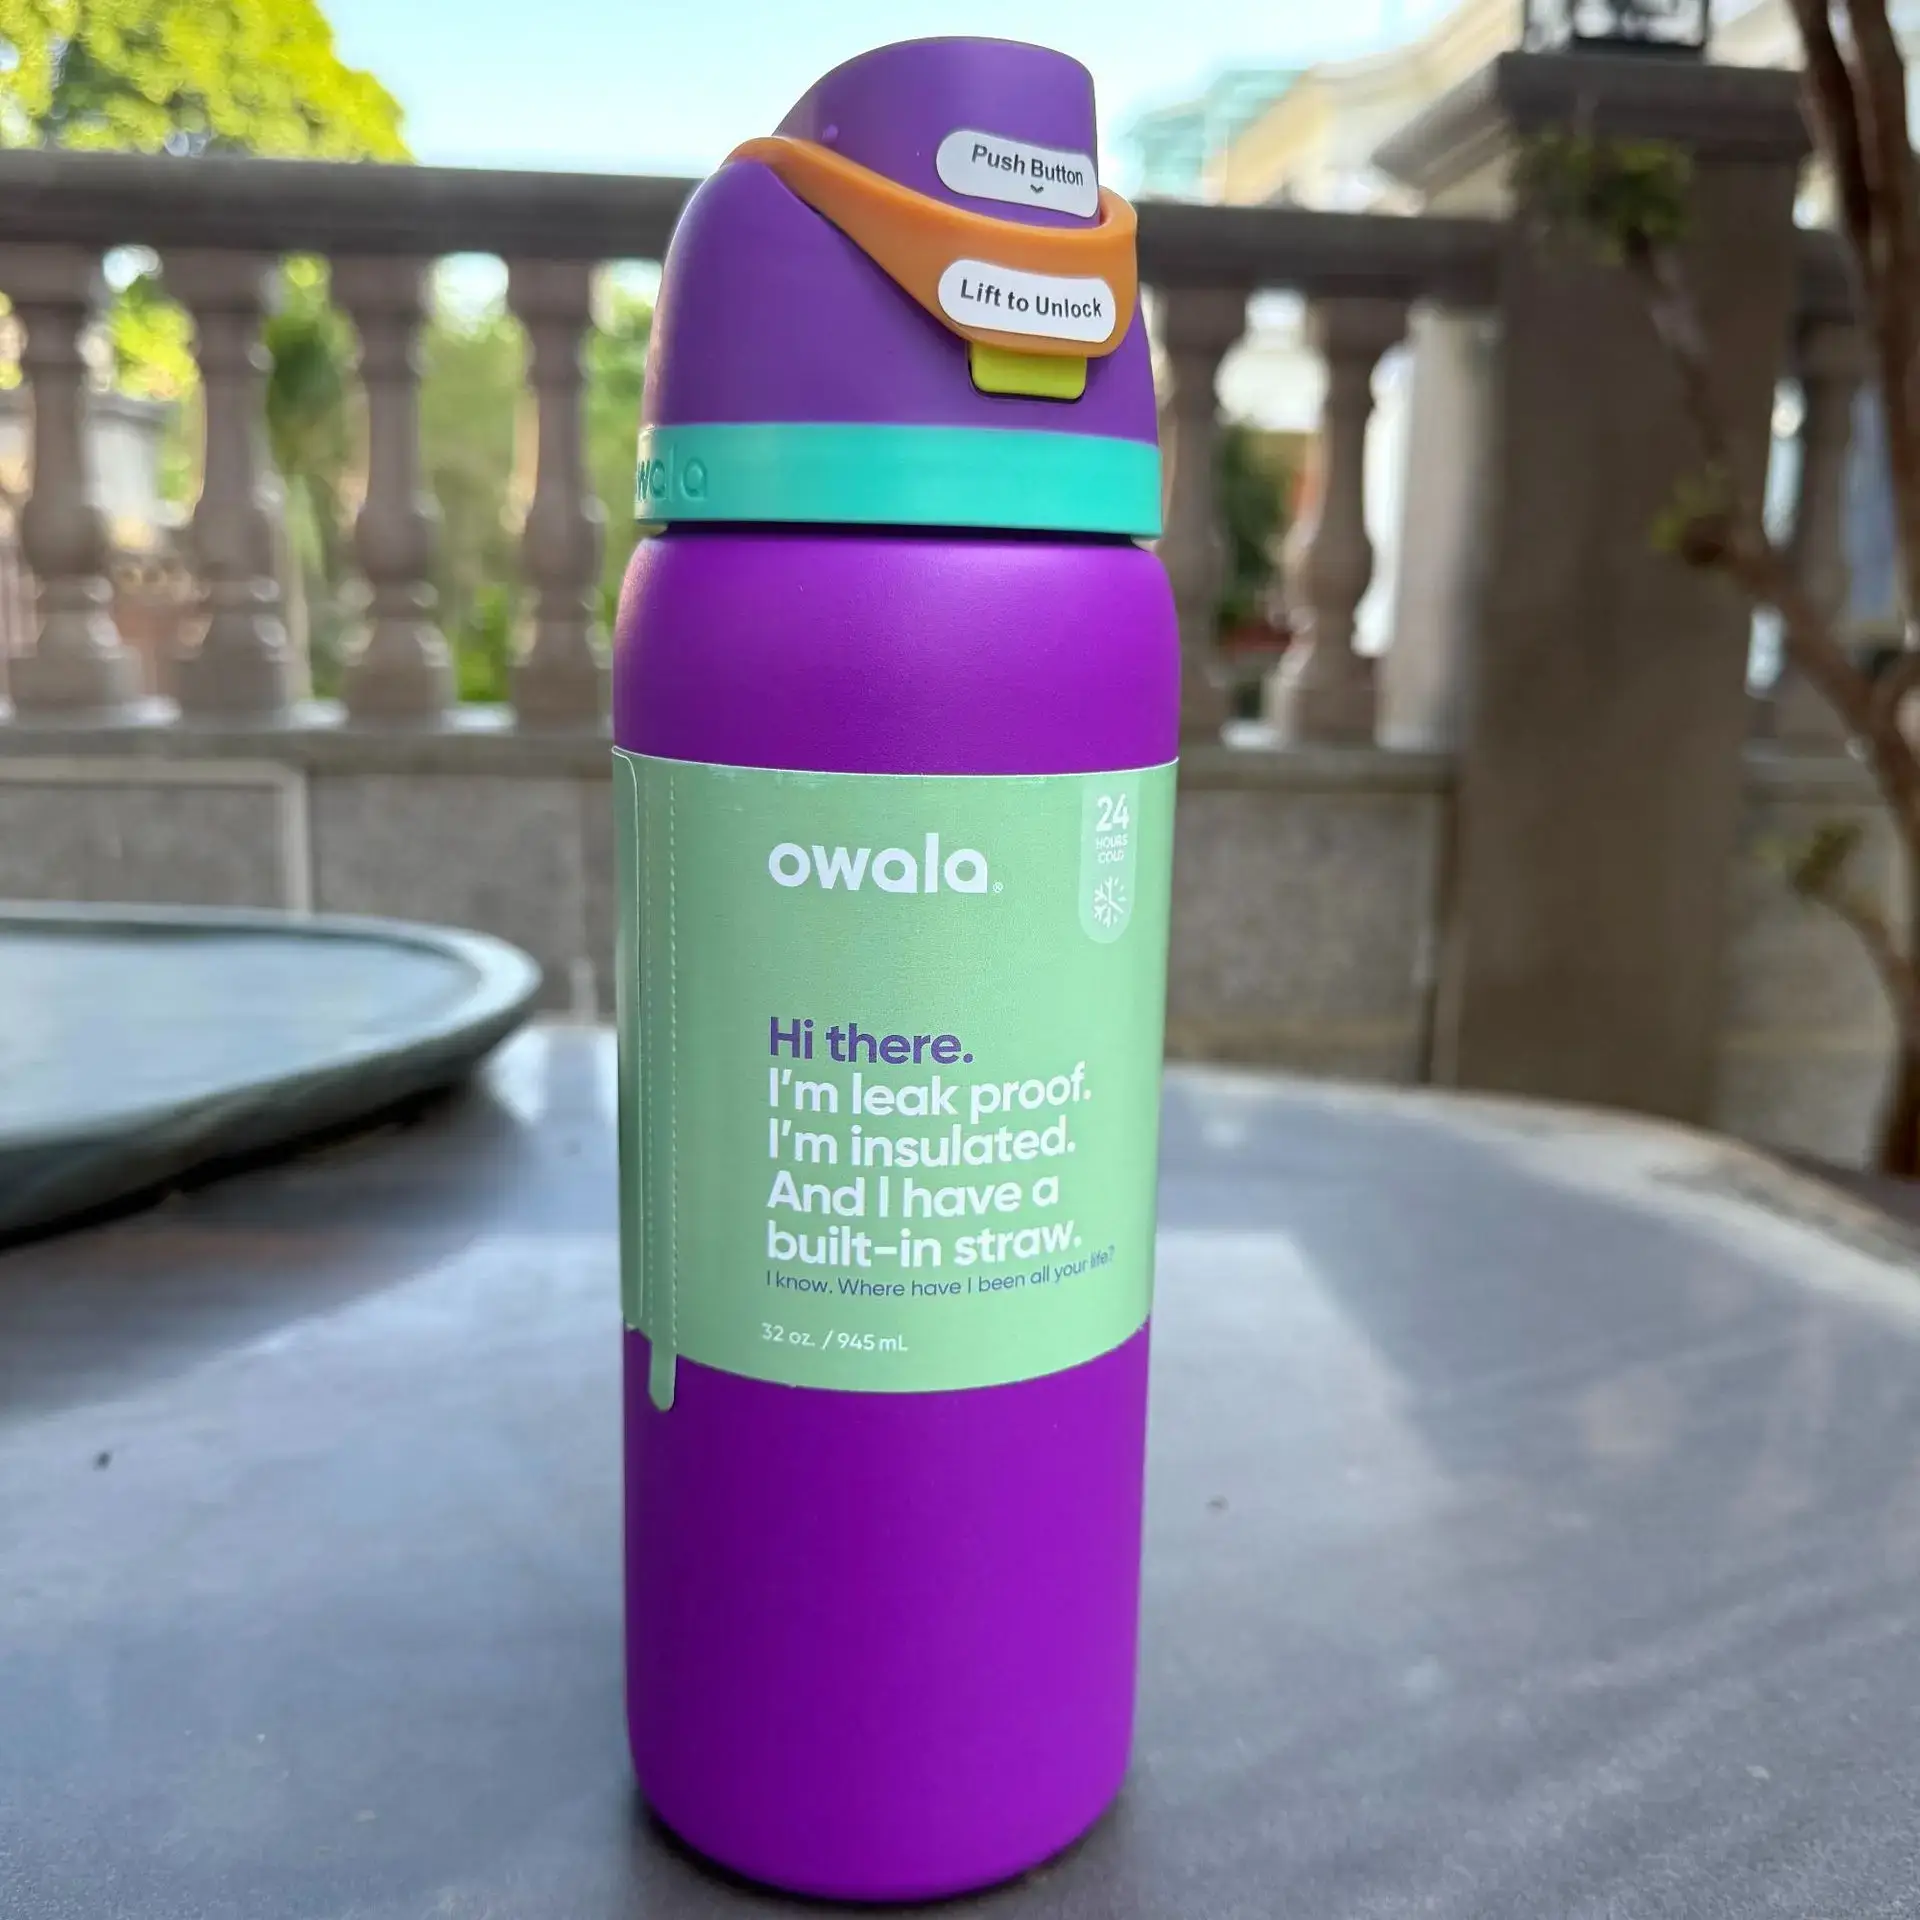 Push Button
Lift to Unlock
wala
owala®
24
HOURS
COLD
Hi there.
I'm leak proof.
I'm insulated.
And I have a
built-in straw.
I know. Where have I been all your life?
32 oz. / 945 mL